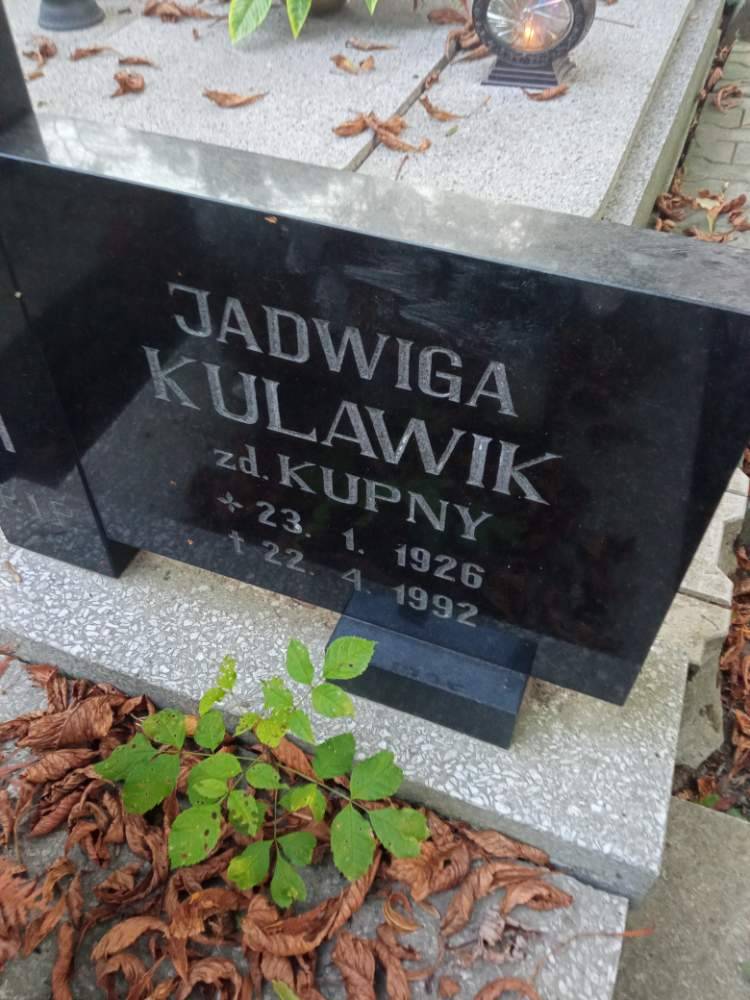 JADWIGA
KULAWIK
zd. KUPNY
✢ 23. 1. 1926
† 22. 4. 1992